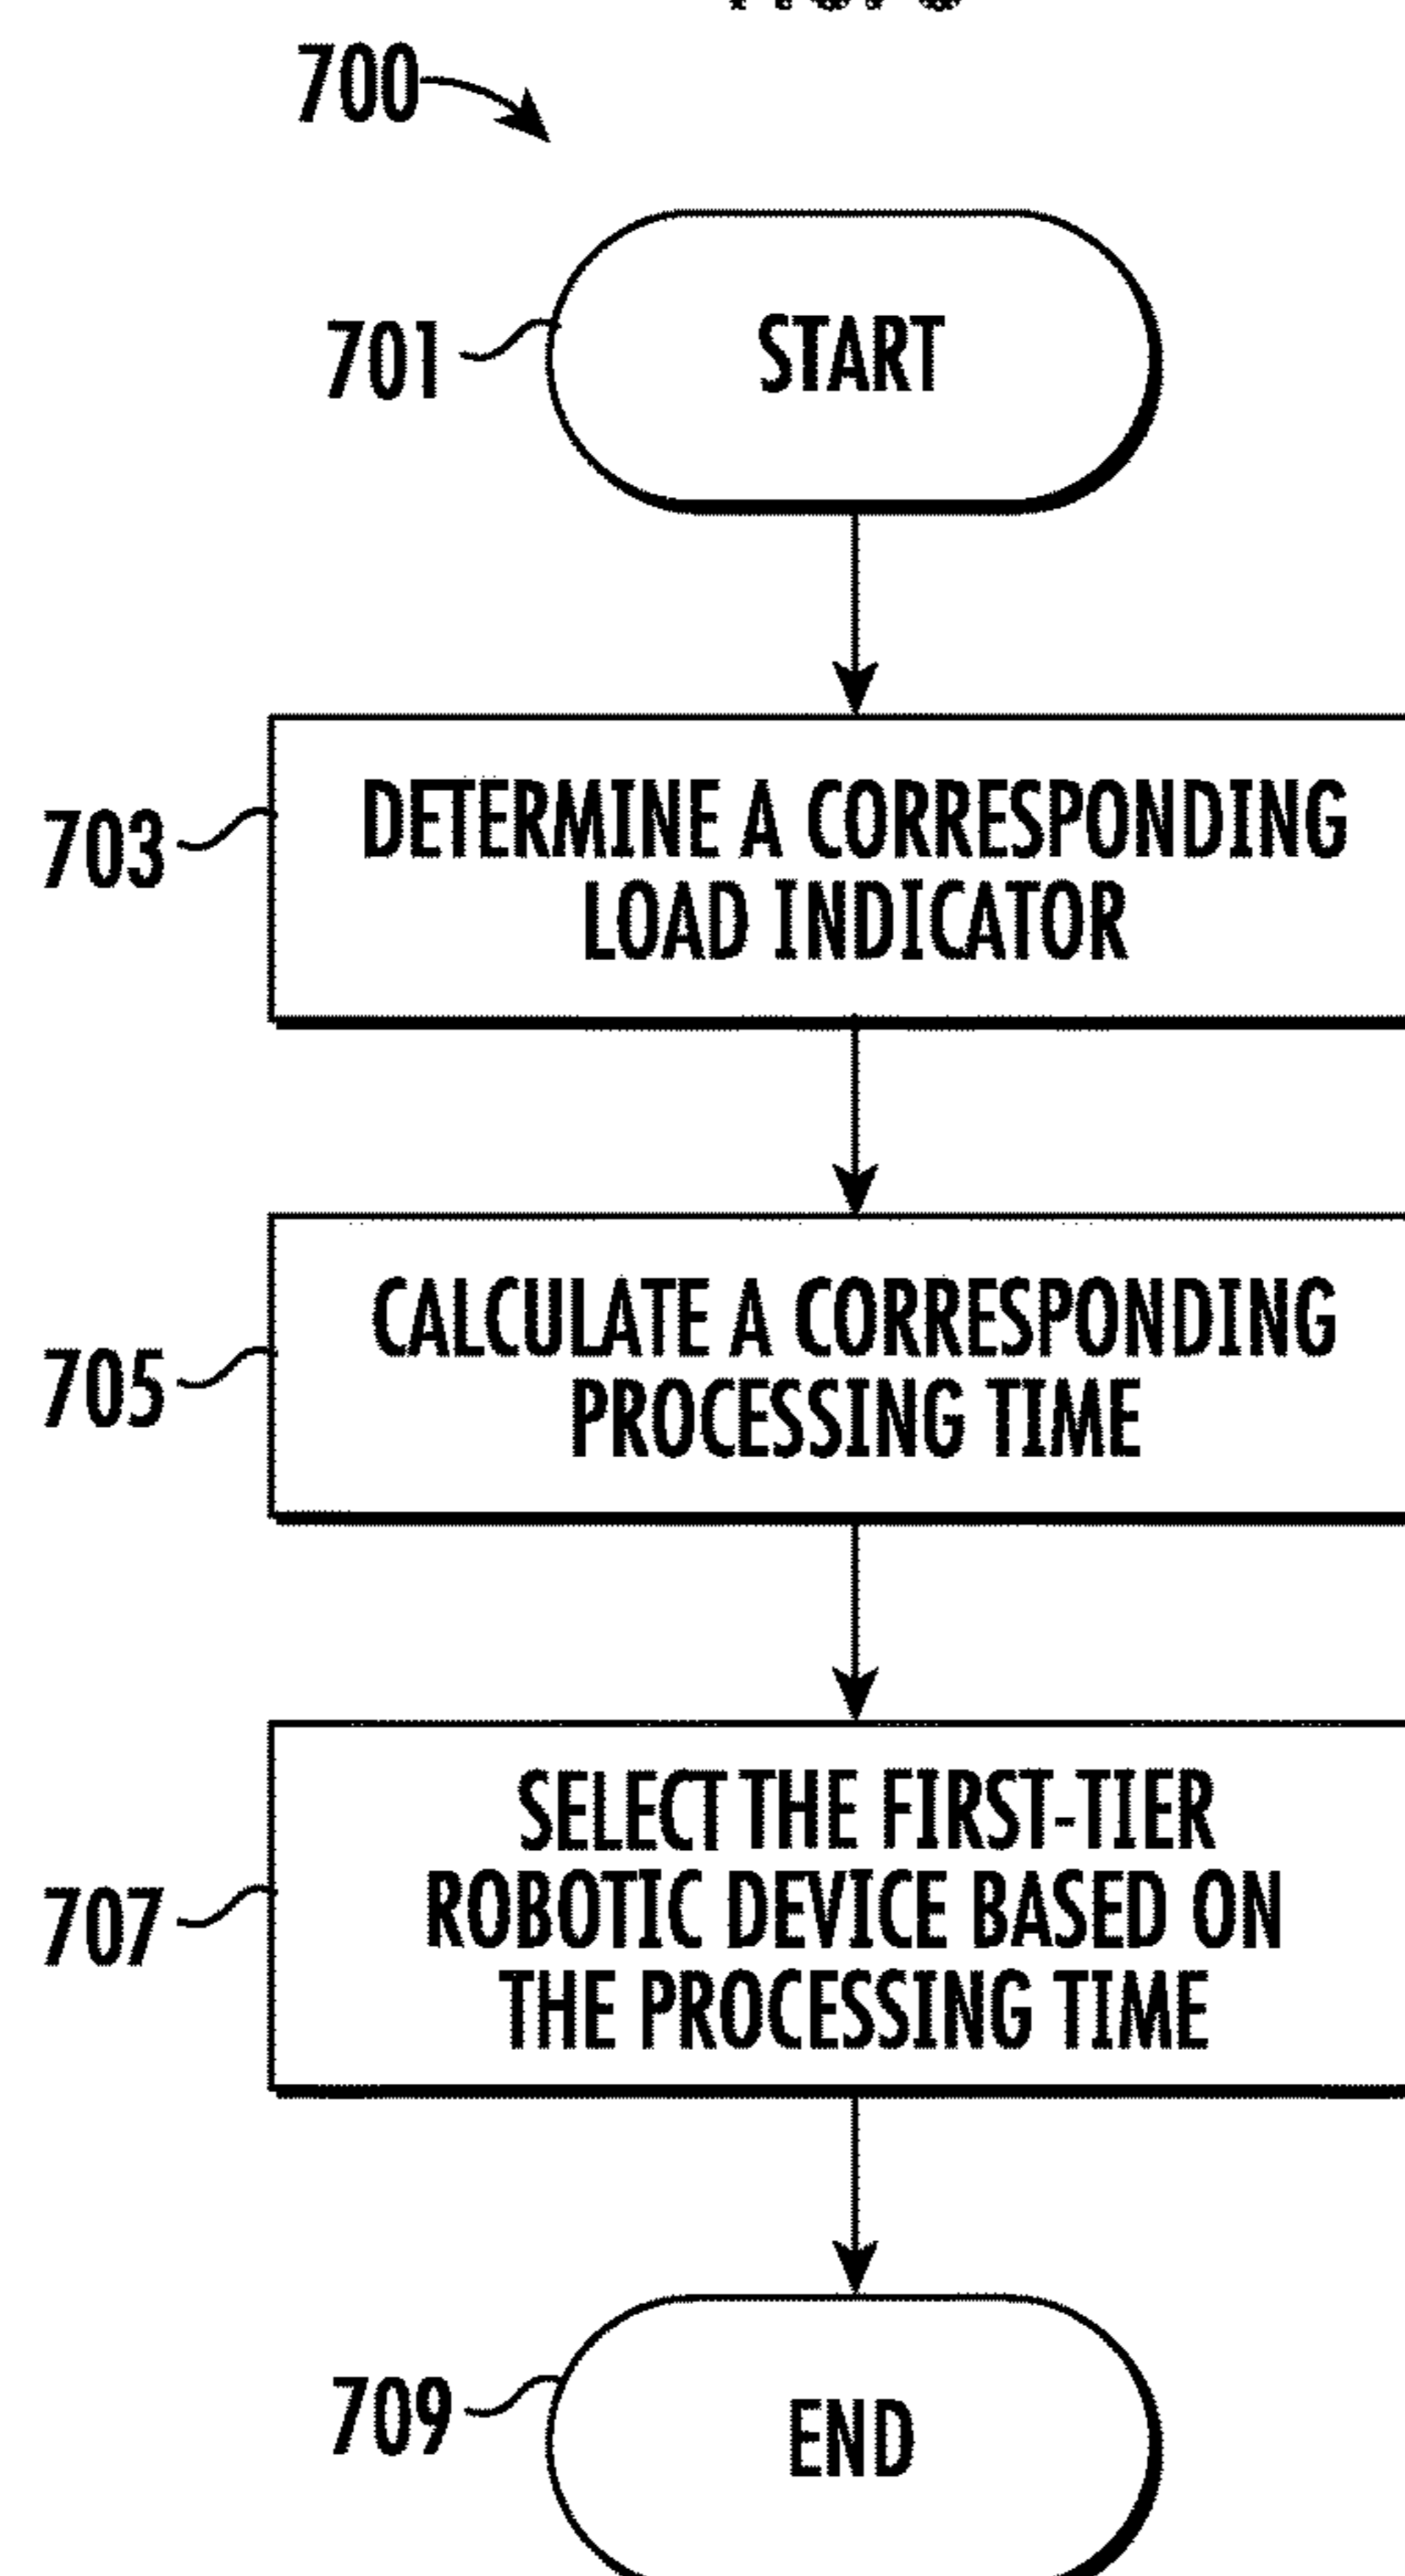 700
701
START
703
DETERMINE A CORRESPONDING
LOAD INDICATOR
705
CALCULATE A CORRESPONDING
PROCESSING TIME
707
SELECT THE FIRST-TIER
ROBOTIC DEVICE BASED ON
THE PROCESSING TIME
709
END